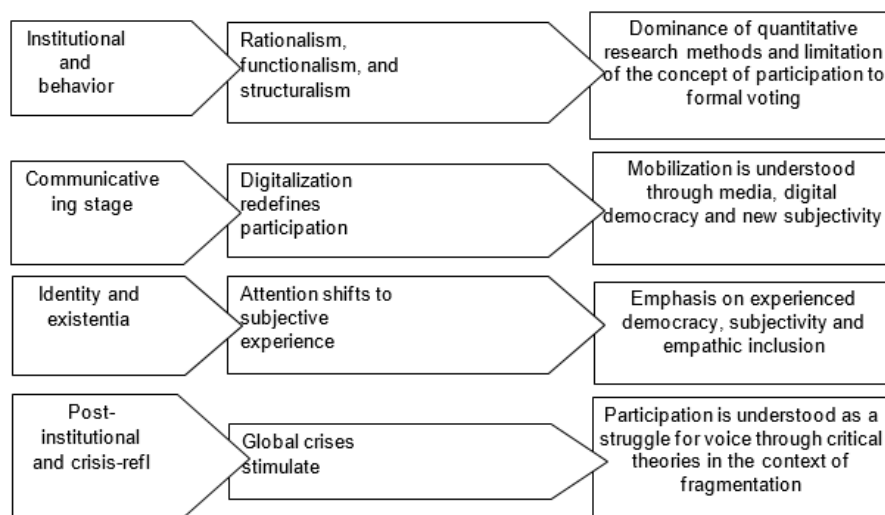 Institutional
and
behavior
Rationalism,
functionalism, and
structuralism
Dominance of quantitative
research methods and limitation
of the concept of participation to
formal voting
Communicative
ing stage
Digitalization
redefines
participation
Mobilization is understood
through media, digital
democracy and new subjectivity
Identity and
existentia
Attention shifts to
subjective
experience
Emphasis on experienced
democracy, subjectivity and
empathic inclusion
Post-
institutional
and crisis-refl
Global crises
stimulate
Participation is understood as a
struggle for voice through critical
theories in the context of
fragmentation